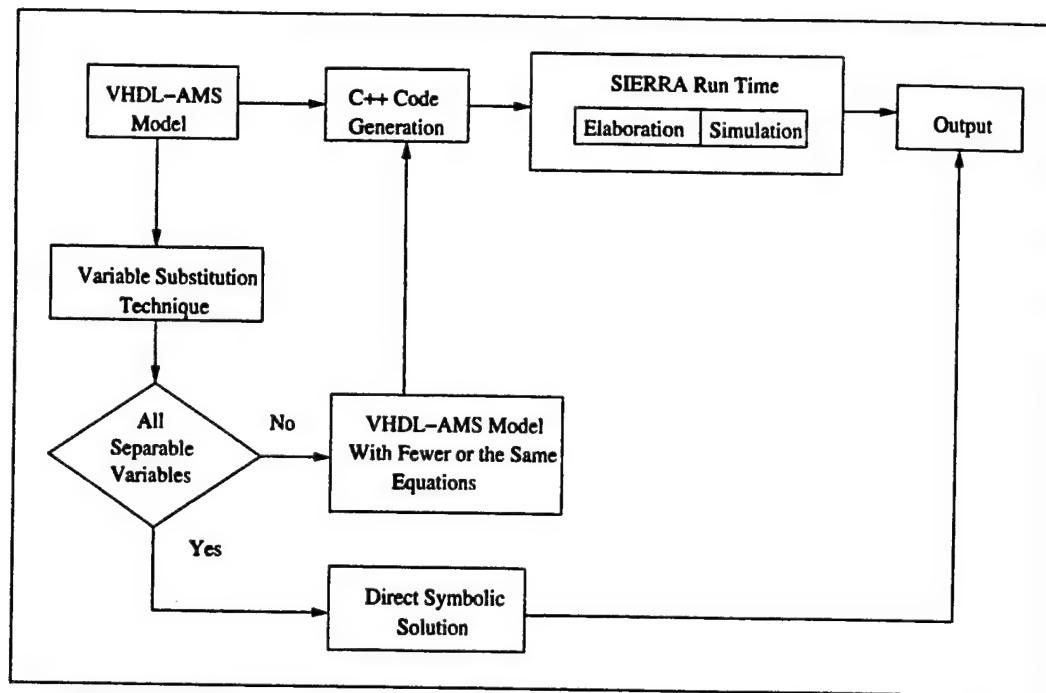 VHDL–AMS
Model
C++ Code
Generation
SIERRA Run Time
Elaboration
Simulation
Output
Variable Substitution
Technique
All
Separable
Variables
No
VHDL–AMS Model
With Fewer or the Same
Equations
Yes
Direct Symbolic
Solution